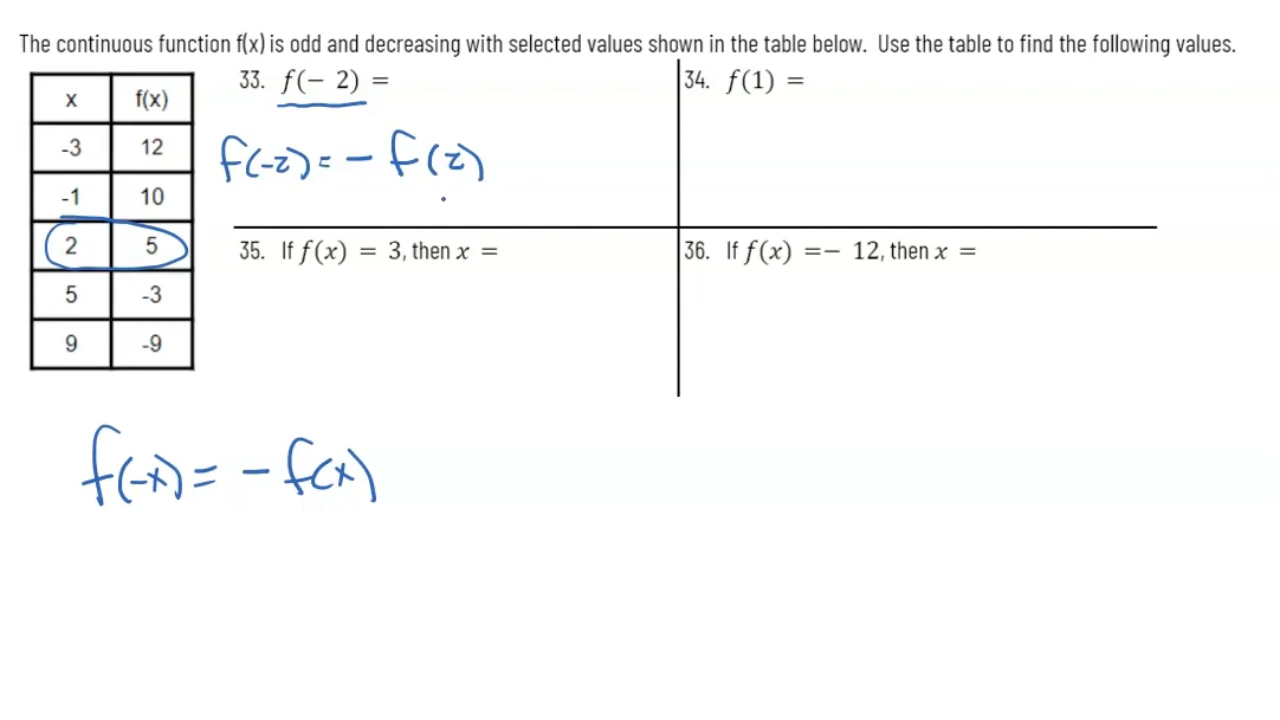 The continuous function f(x) is odd and decreasing with selected values shown in the table below. Use the table to find the following values.
x f(x)
-3 12
-1 10
2 5
5 -3
9 -9
33. f(− 2) =
f(-2) = - f(2)
34. f(1) =
35. If f(x) = 3, then x =
36. If f(x) =− 12, then x =
f(-x) = - f(x)